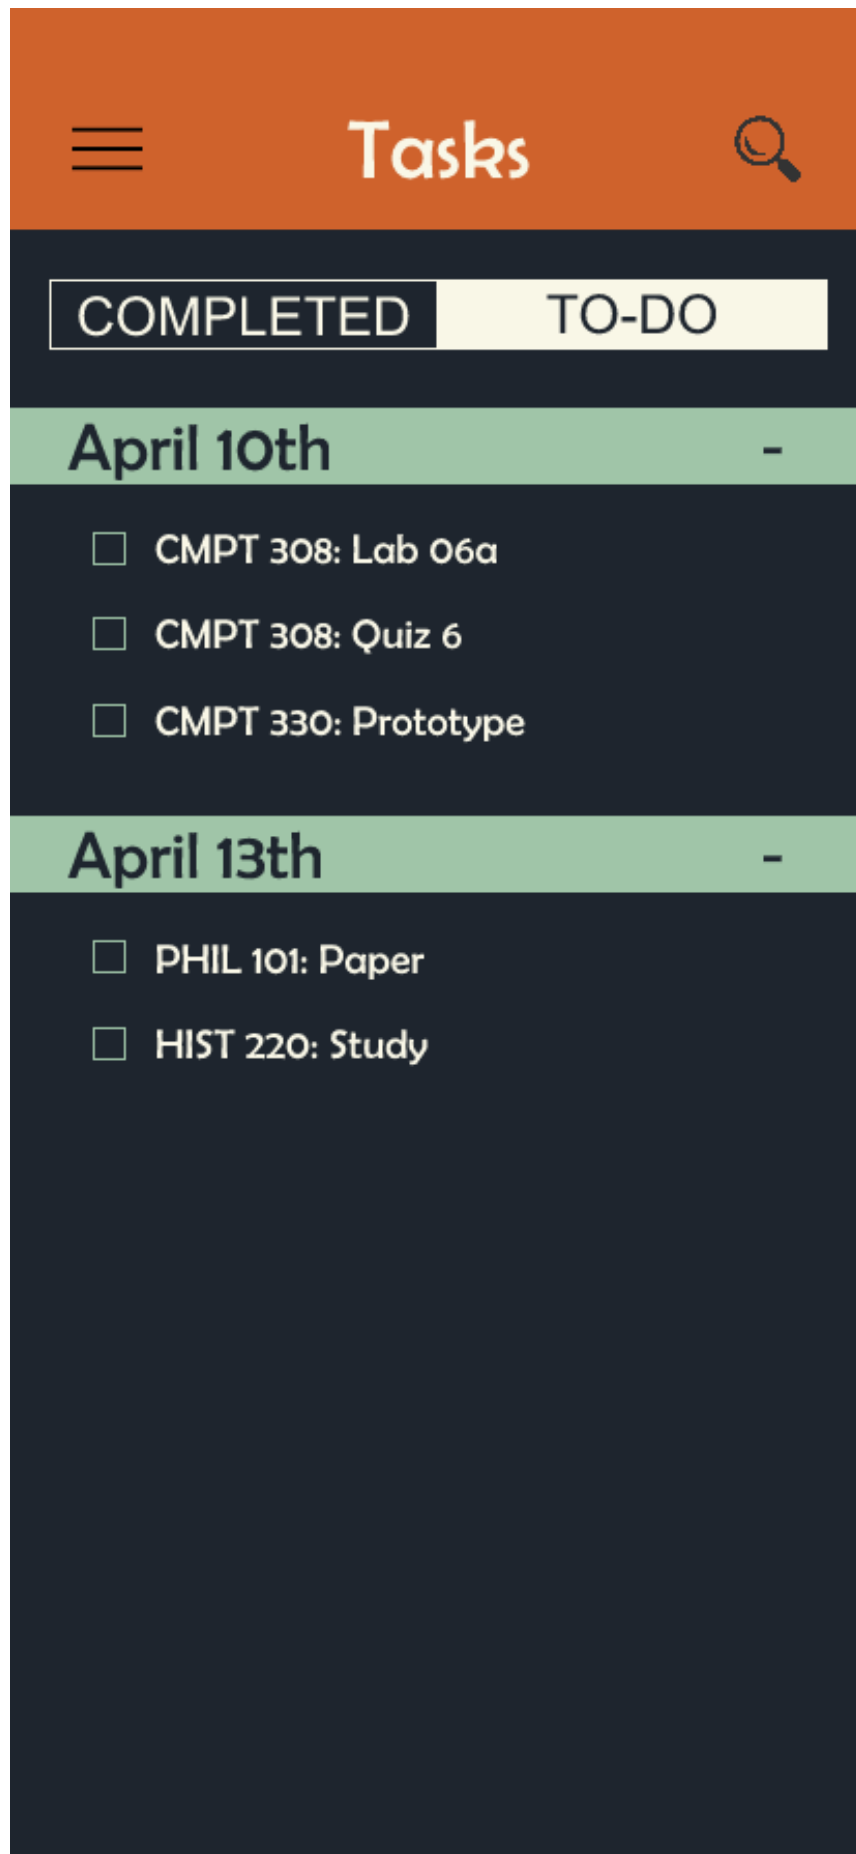 Tasks
COMPLETED TO-DO
April 10th -
CMPT 308: Lab 06a
CMPT 308: Quiz 6
CMPT 330: Prototype
April 13th -
PHIL 101: Paper
HIST 220: Study